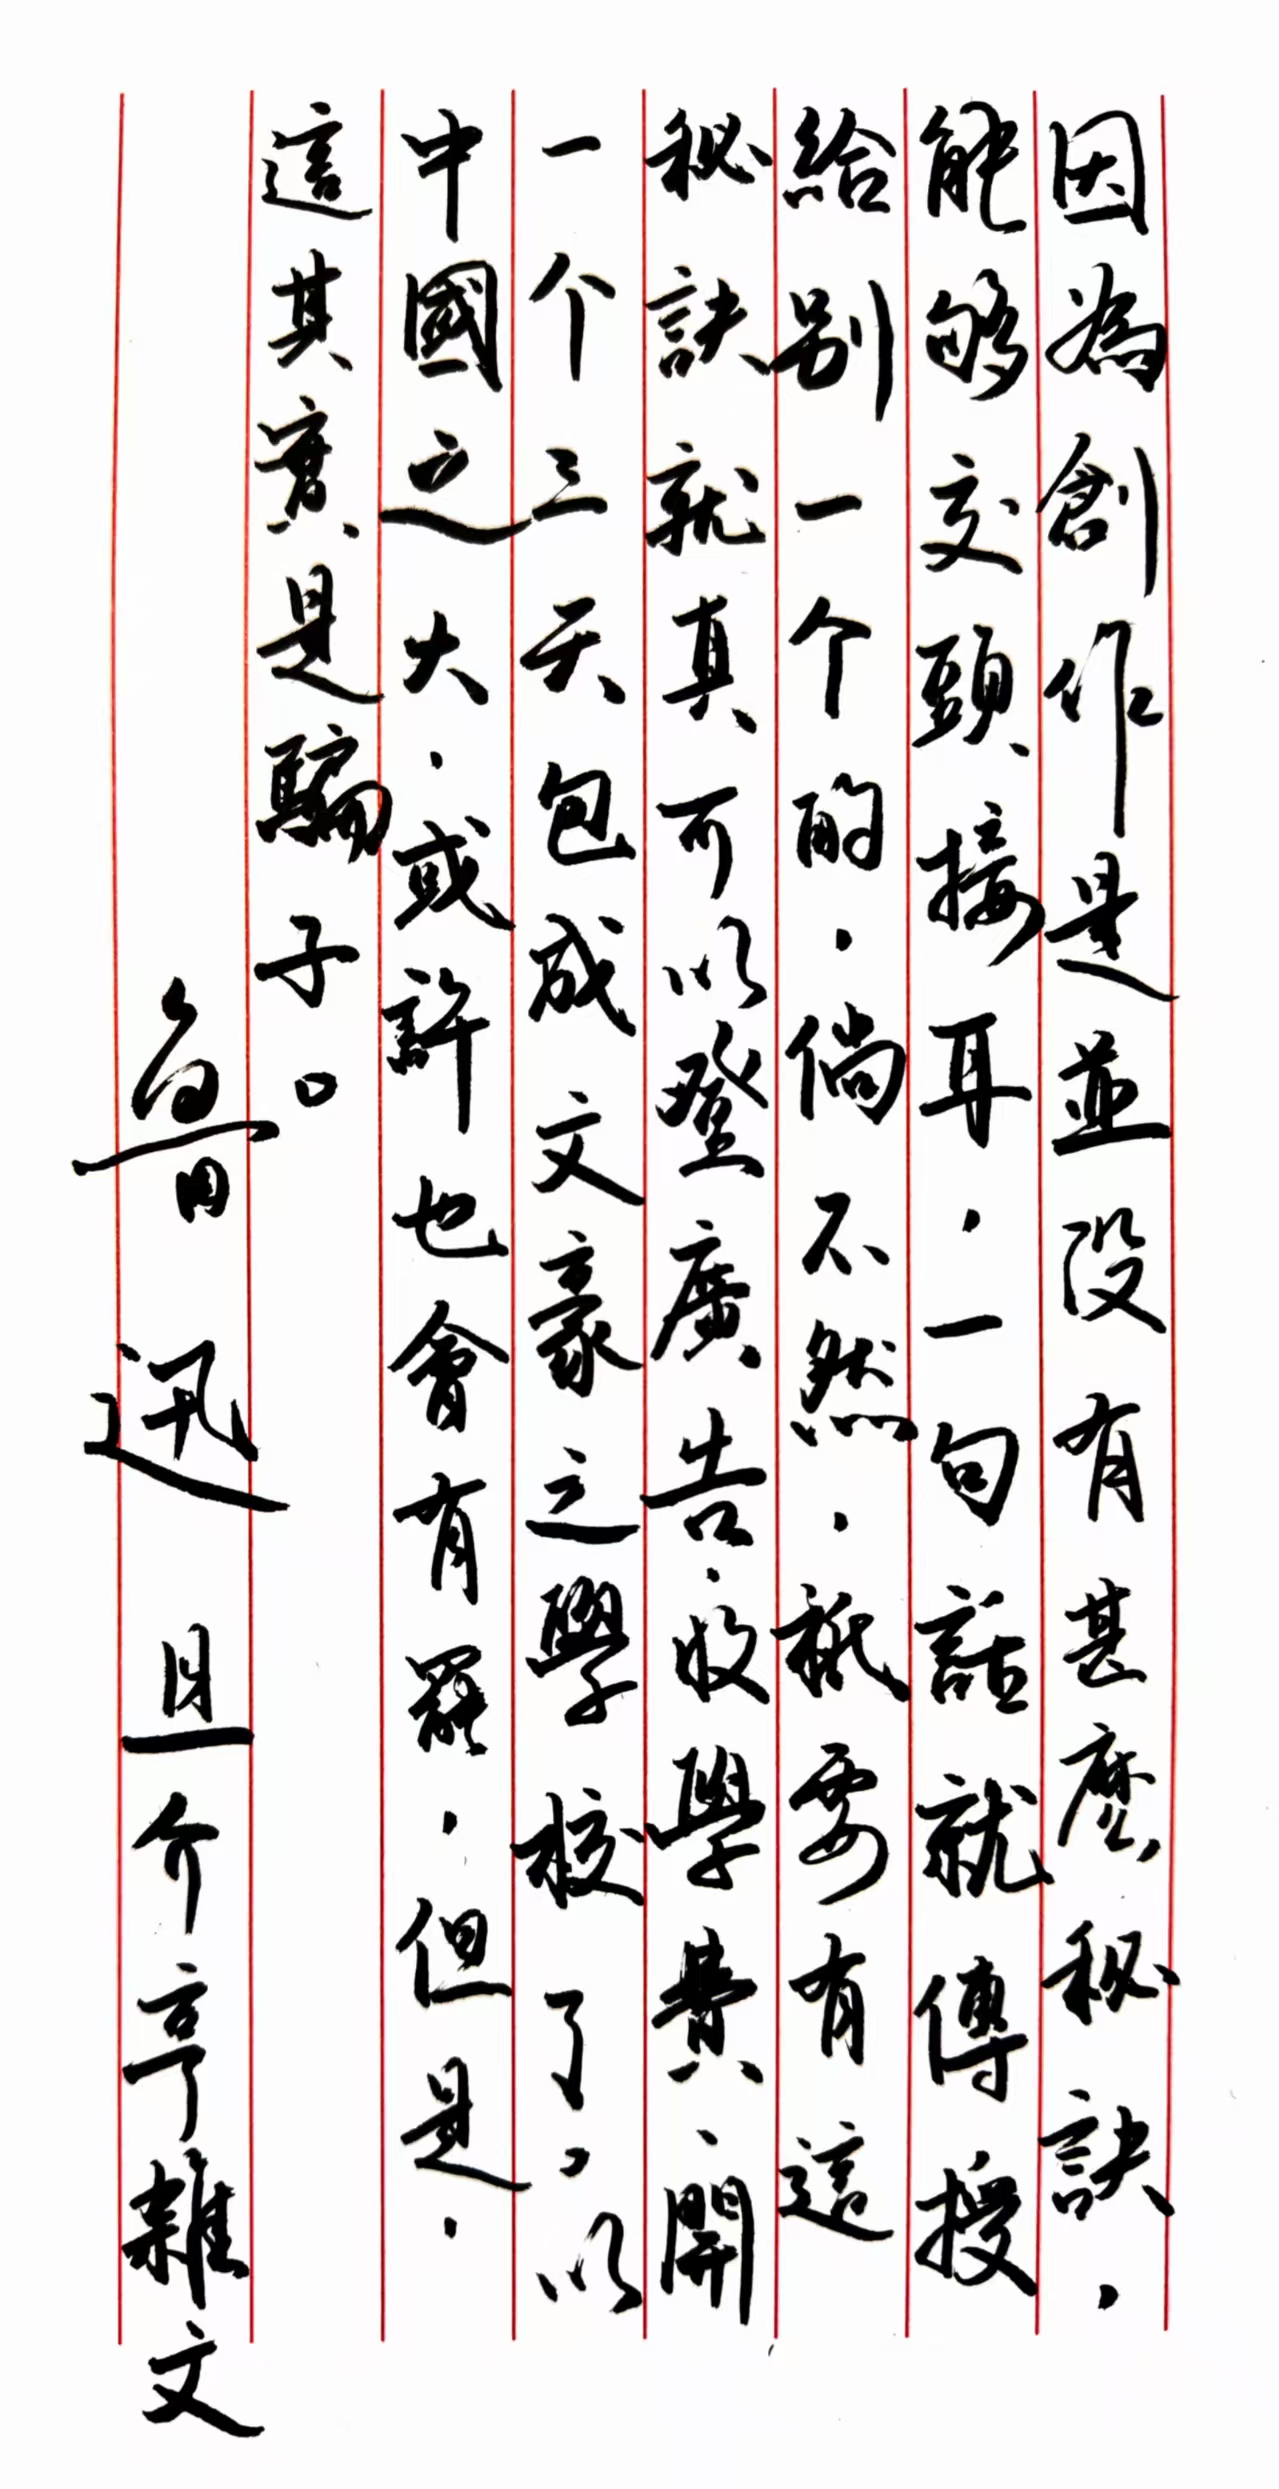 因為創作是並沒有甚麼秘訣，
能够交頭接耳，一句話就傳授
給别一个的，倘不然，秖要有這
秘訣就真可以登廣告，收學費，開
一个三天包成文豪之學校了，以
中國之大，或許也會有罷，但是，
這其實是騙子。
魯迅 且介亭雜文